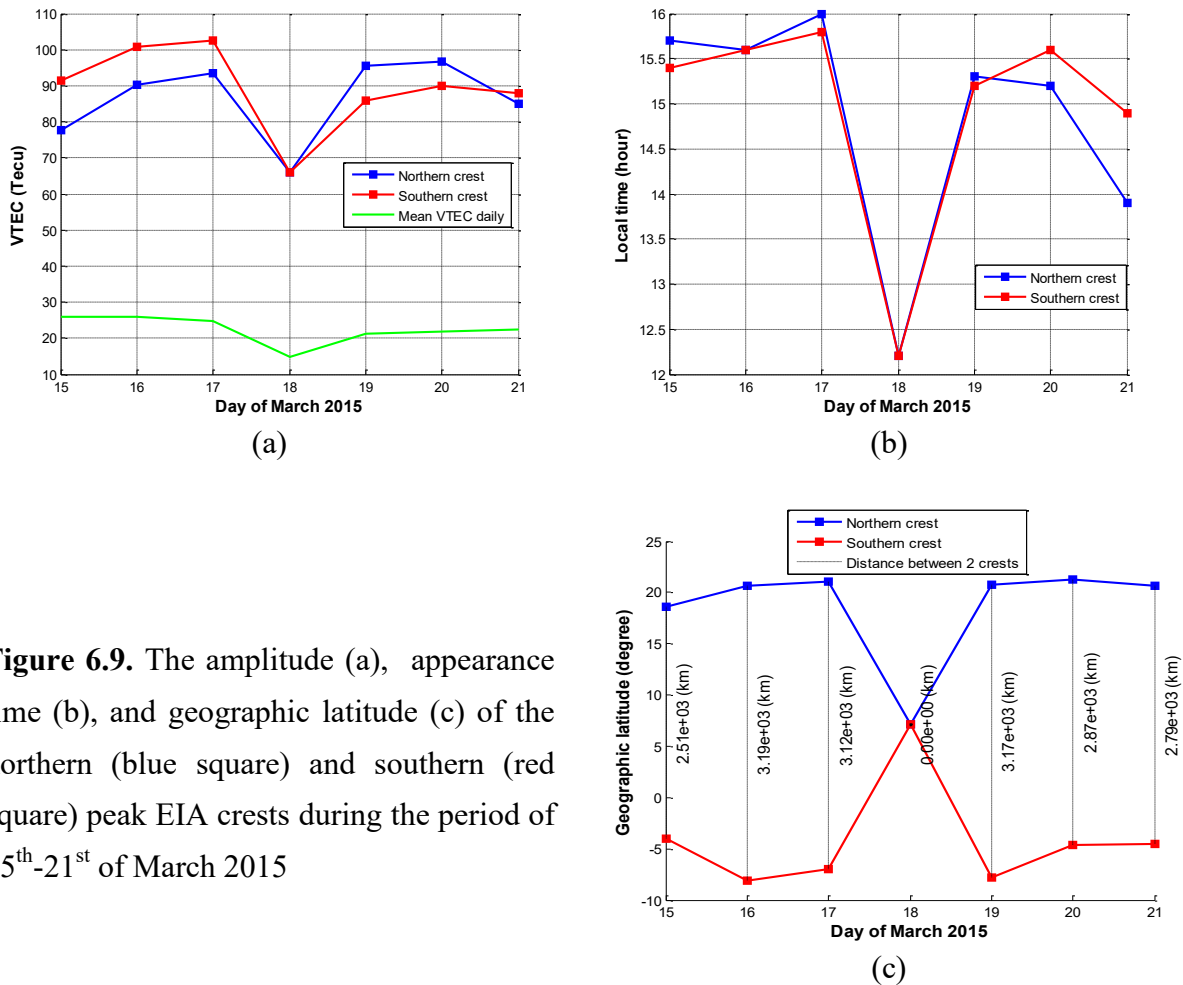 110
100
90
80
70
60
50
40
30
20
10
VTEC (Tecu)
Northern crest
Southern crest
Mean VTEC daily
15 16 17 18 19 20 21
Day of March 2015
(a)
16
15.5
15
14.5
14
13.5
13
12.5
12
Local time (hour)
Northern crest
Southern crest
15 16 17 18 19 20 21
Day of March 2015
(b)
igure 6.9. The amplitude (a), appearance
ime (b), and geographic latitude (c) of the
orthern (blue square) and southern (red
quare) peak EIA crests during the period of
5th-21st of March 2015
Northern crest
Southern crest
Distance between 2 crests
25
20
15
10
5
0
-5
-10
Geographic latitude (degree)
2.51e+03 (km)
3.19e+03 (km)
3.12e+03 (km)
0.00e+00 (km)
3.17e+03 (km)
2.87e+03 (km)
2.79e+03 (km)
15 16 17 18 19 20 21
Day of March 2015
(c)